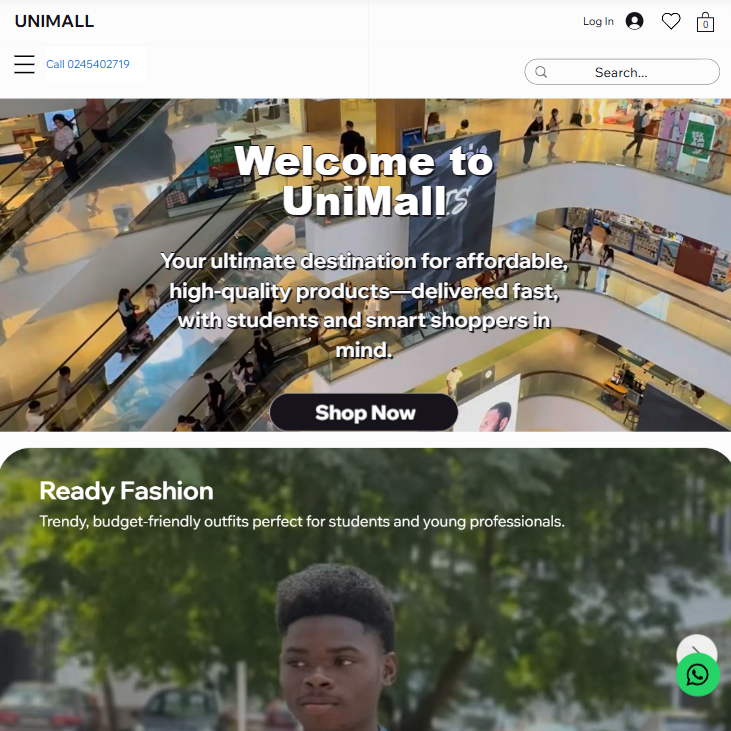 UNIMALL
Log In
0
Call 0245402719
Search...
Welcome to
UniMall
Your ultimate destination for affordable,
high-quality products—delivered fast,
with students and smart shoppers in
mind.
Shop Now
Ready Fashion
Trendy, budget-friendly outfits perfect for students and young professionals.